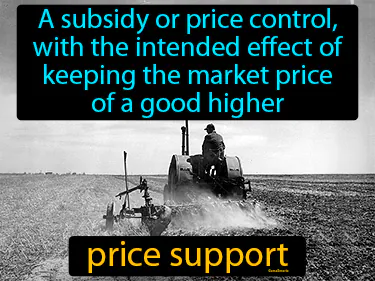 A subsidy or price control,
with the intended effect of
keeping the market price
of a good higher
price support